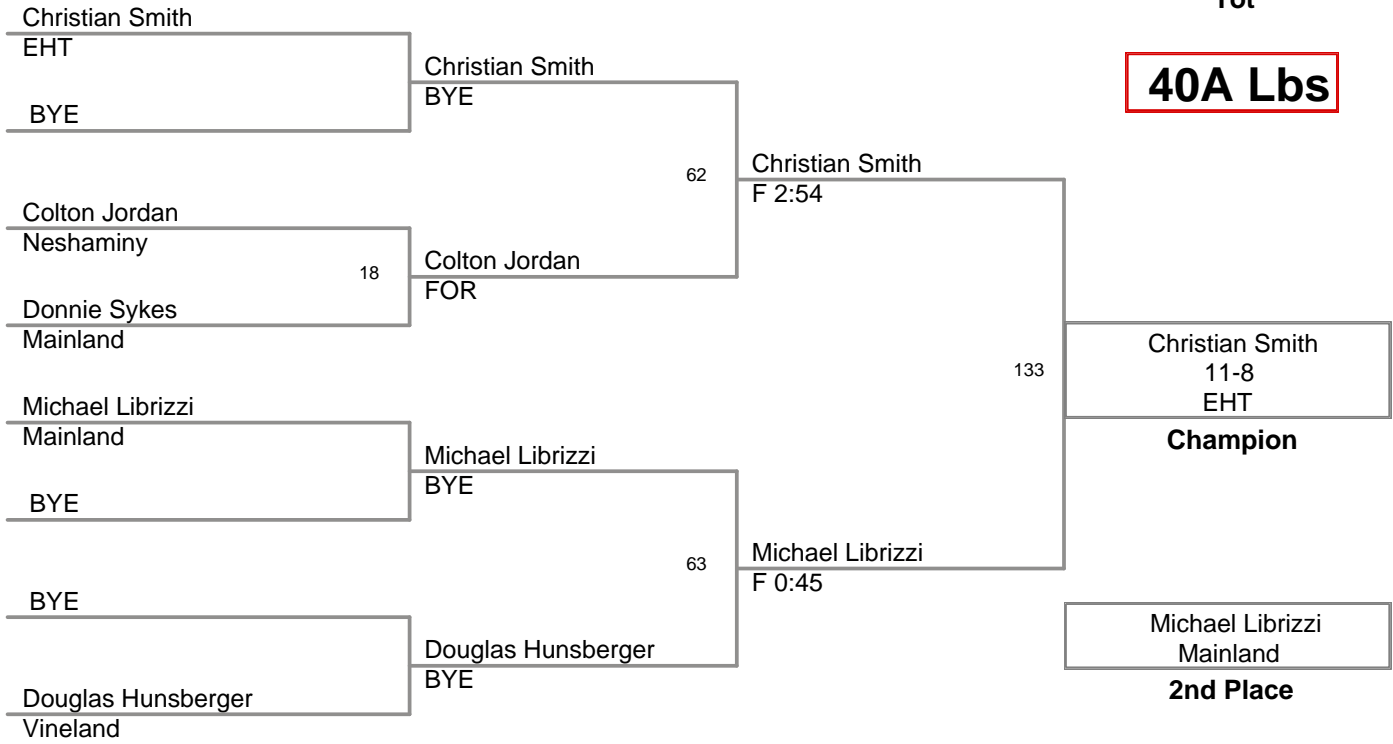 Tot
40A Lbs
Christian Smith
EHT
BYE
Colton Jordan
Neshaminy
18
Donnie Sykes
Mainland
Michael Librizzi
Mainland
BYE
BYE
Douglas Hunsberger
Vineland
Christian Smith
BYE
62
Colton Jordan
FOR
Michael Librizzi
BYE
63
Douglas Hunsberger
BYE
Christian Smith
F 2:54
133
Michael Librizzi
F 0:45
Christian Smith
11-8
EHT
Champion
Michael Librizzi
Mainland
2nd Place